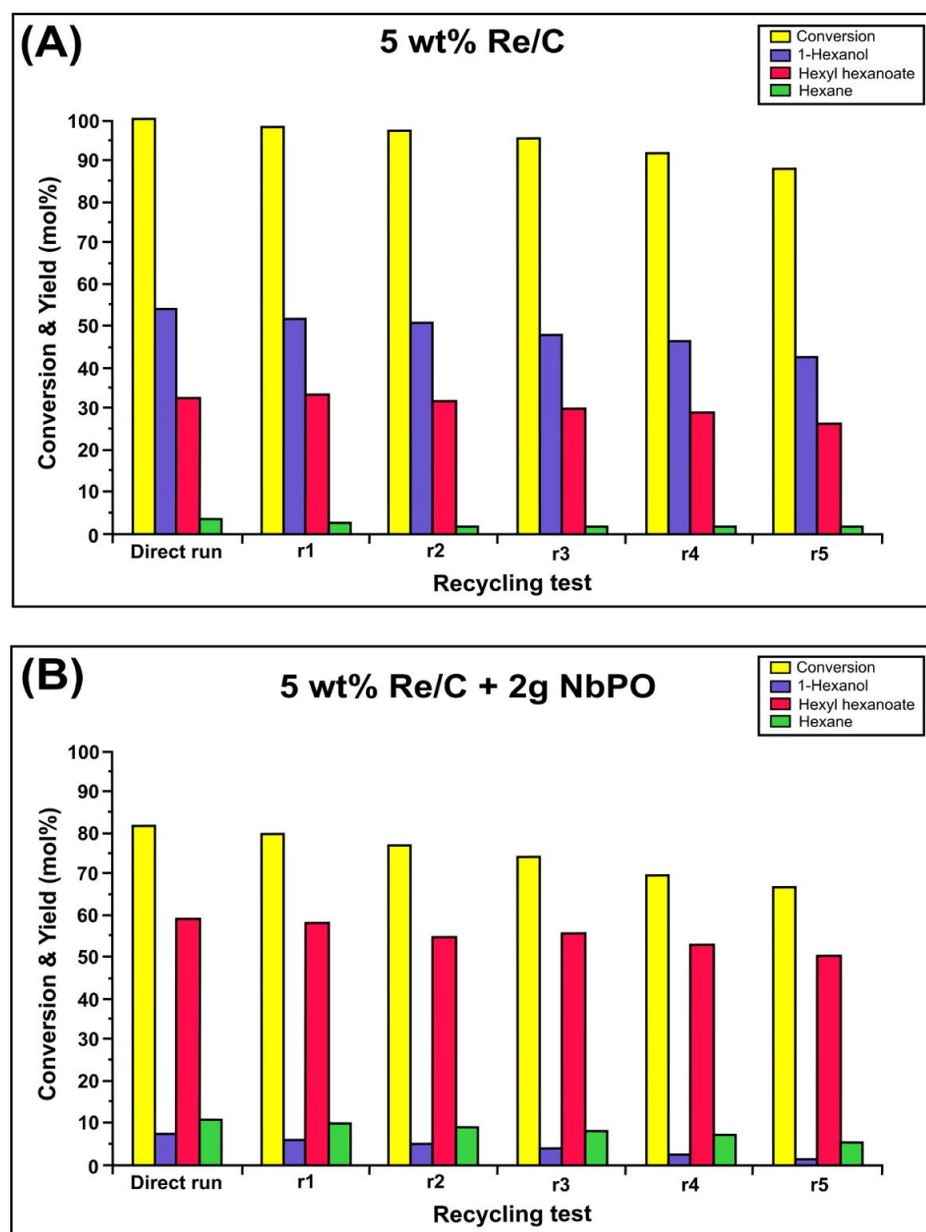 (A)
5 wt% Re/C
Conversion
1-Hexanol
Hexyl hexanoate
Hexane
Conversion & Yield (mol%)
100
90
80
70
60
50
40
30
20
10
0
Direct run r1 r2 r3 r4 r5
Recycling test
(B)
5 wt% Re/C + 2g NbPO
Conversion
1-Hexanol
Hexyl hexanoate
Hexane
Conversion & Yield (mol%)
100
90
80
70
60
50
40
30
20
10
0
Direct run r1 r2 r3 r4 r5
Recycling test